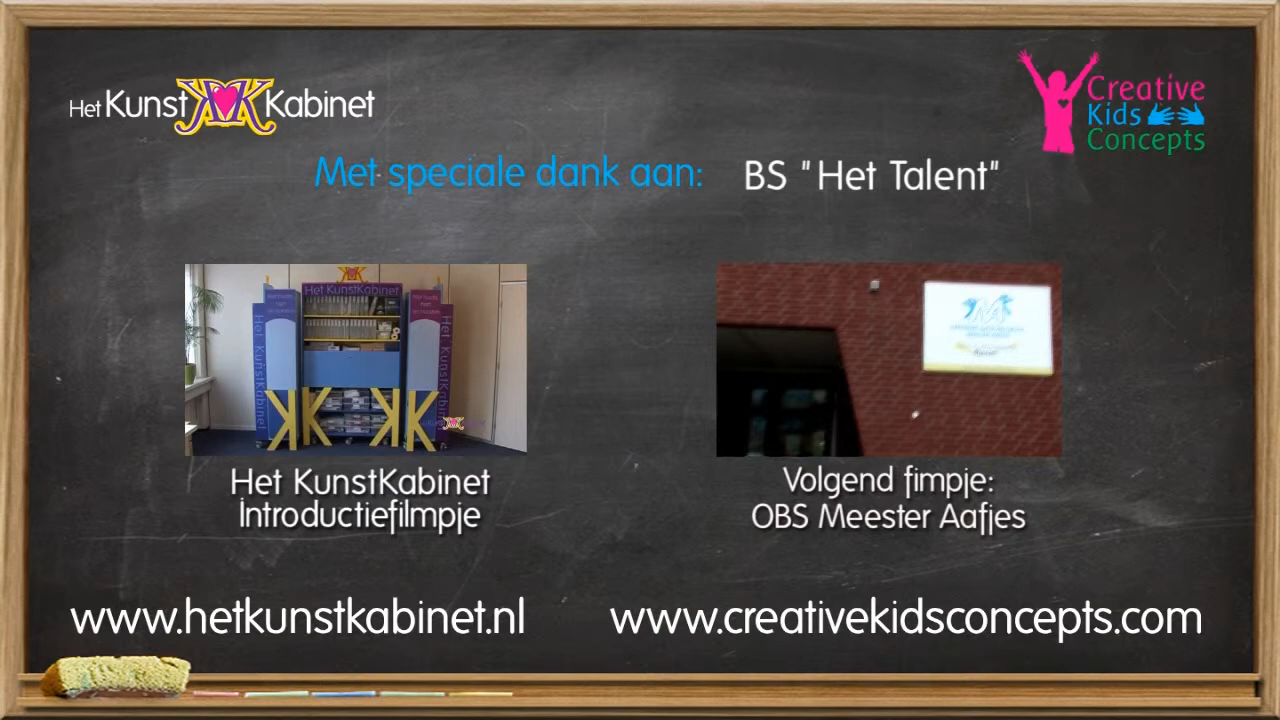 Het Kunst KK Kabinet
Creative
Kids
Concepts
Met speciale dank aan: BS "Het Talent"
Het KunstKabinet
Het KunstKabinet
Het KunstKabinet
Het KunstKabinet
Introductiefilmpje
Volgend fimpje:
OBS Meester Aafjes
www.hetkunstkabinet.nl
www.creativekidsconcepts.com